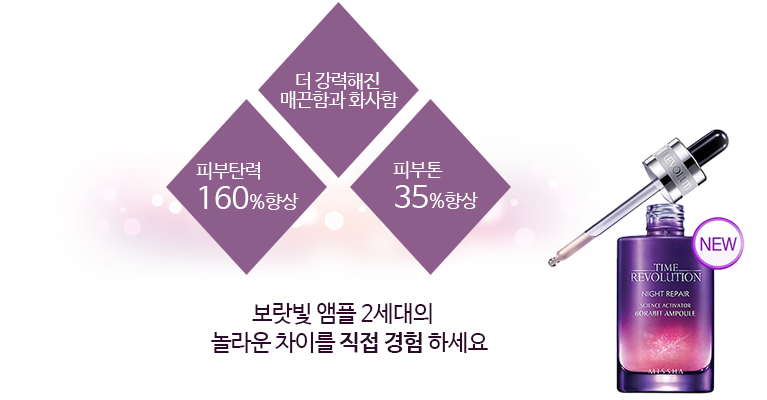 더 강력해진
매끈함과 화사함
피부탄력
160%향상
피부톤
35%향상
보랏빛 앰플 2세대의
놀라운 차이를 직접 경험 하세요
REVOLUT
NEW
TIME
REVOLUTION
NIGHT REPAIR
SCIENCE ACTIVATOR
BORABIT AMPOULE
MISSHA